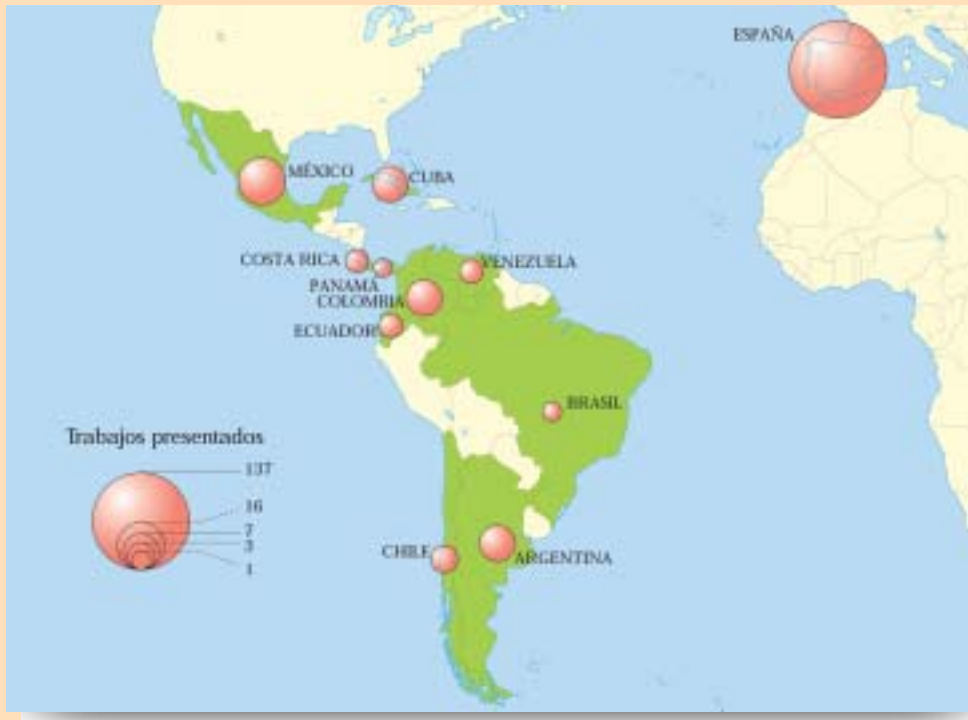 ESPAÑA
MÉXICO
CUBA
COSTA RICA
VENEZUELA
PANAMÁ
COLOMBIA
ECUADOR
BRASIL
Trabajos presentados
137
16
7
3
1
CHILE
ARGENTINA